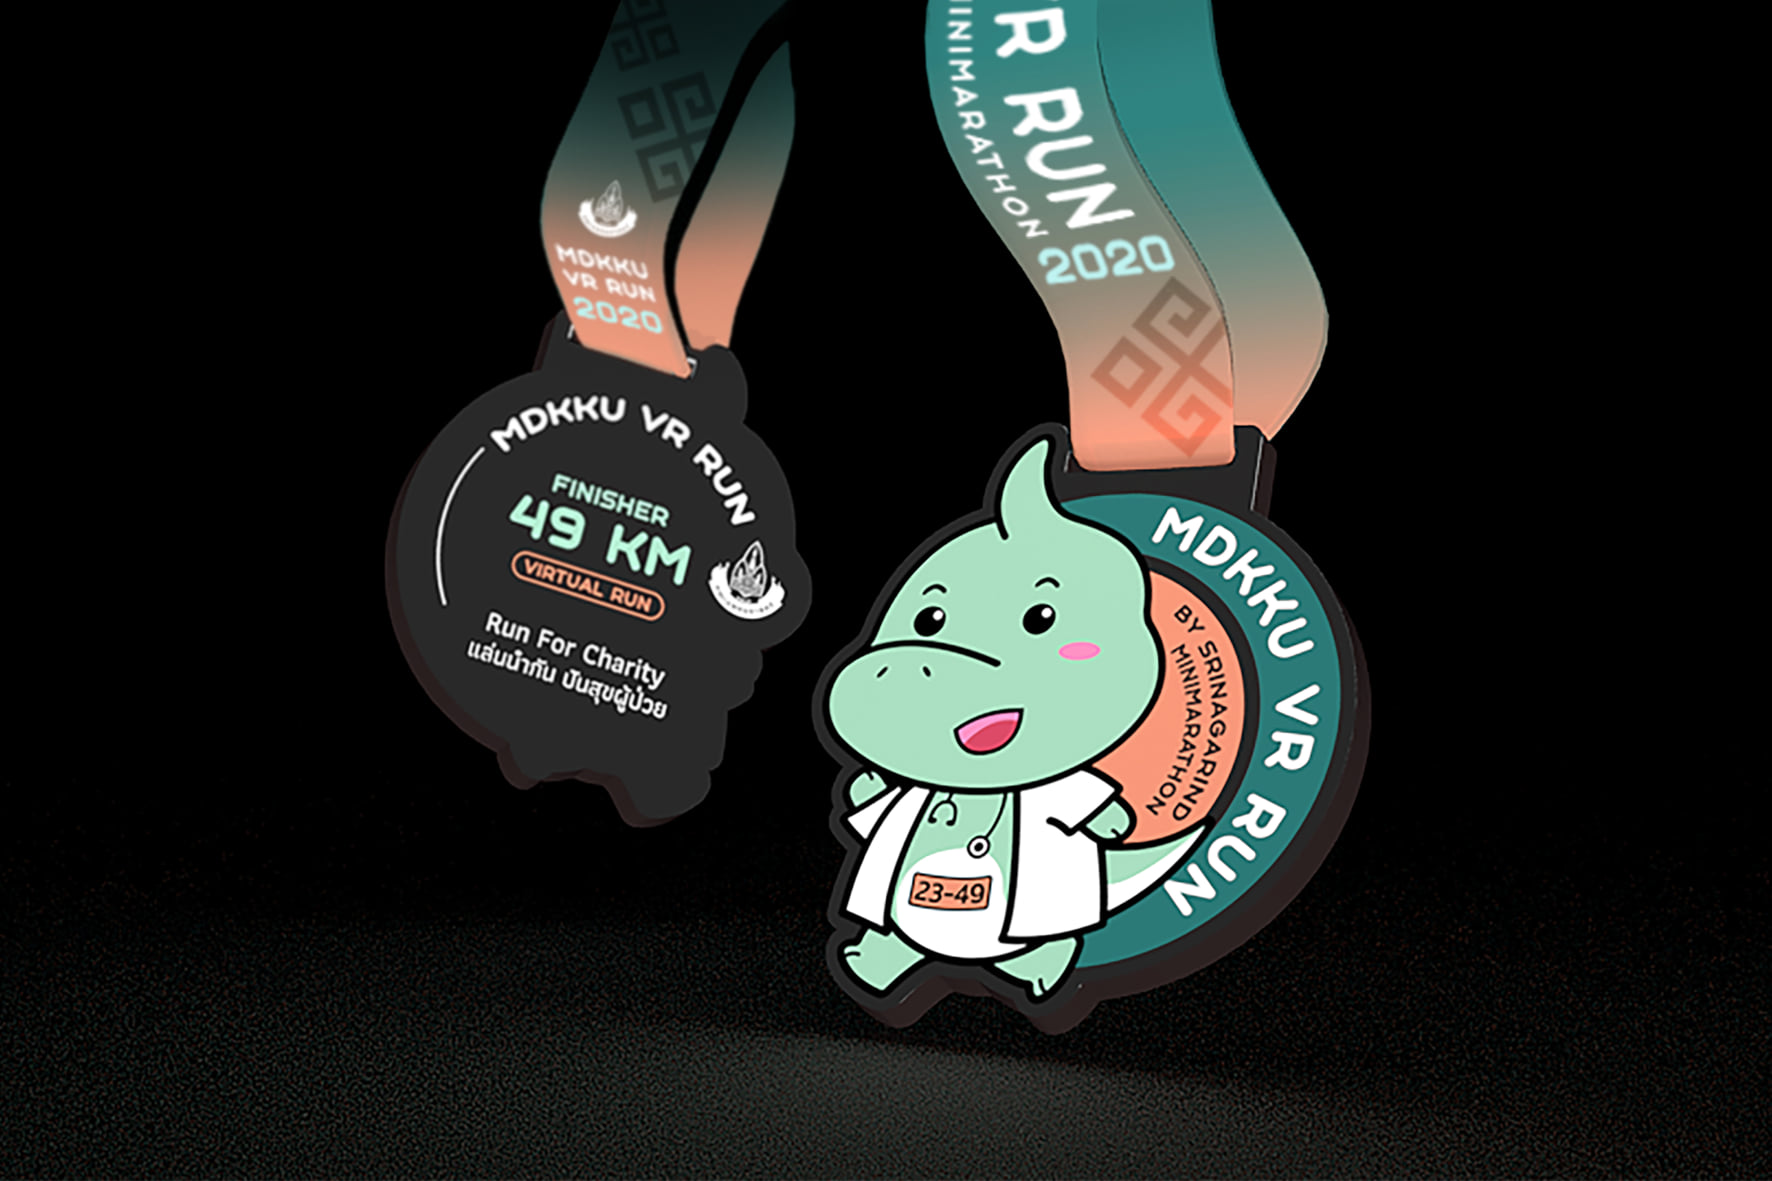 MDKKU
VR RUN
2020
MDKKU VR RUN
FINISHER
49 KM
VIRTUAL RUN
Run For Charity
แล่นนำกัน ปันสุขผู้ป่วย
VR RUN
MINIMARATHON
2020
MDKKU VR RUN
BY SRINAGARIND
MINIMARATHON
23-49